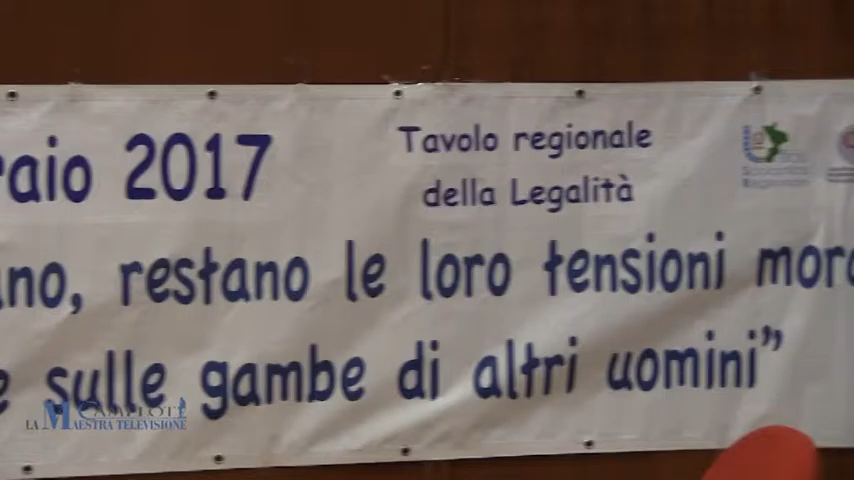 raio 2017
Tavolo regionale
della Legalità
ano, restano le loro tensioni mora
e sulle gambe di altri uomini”
LA MAESTRA TELEVISIONE